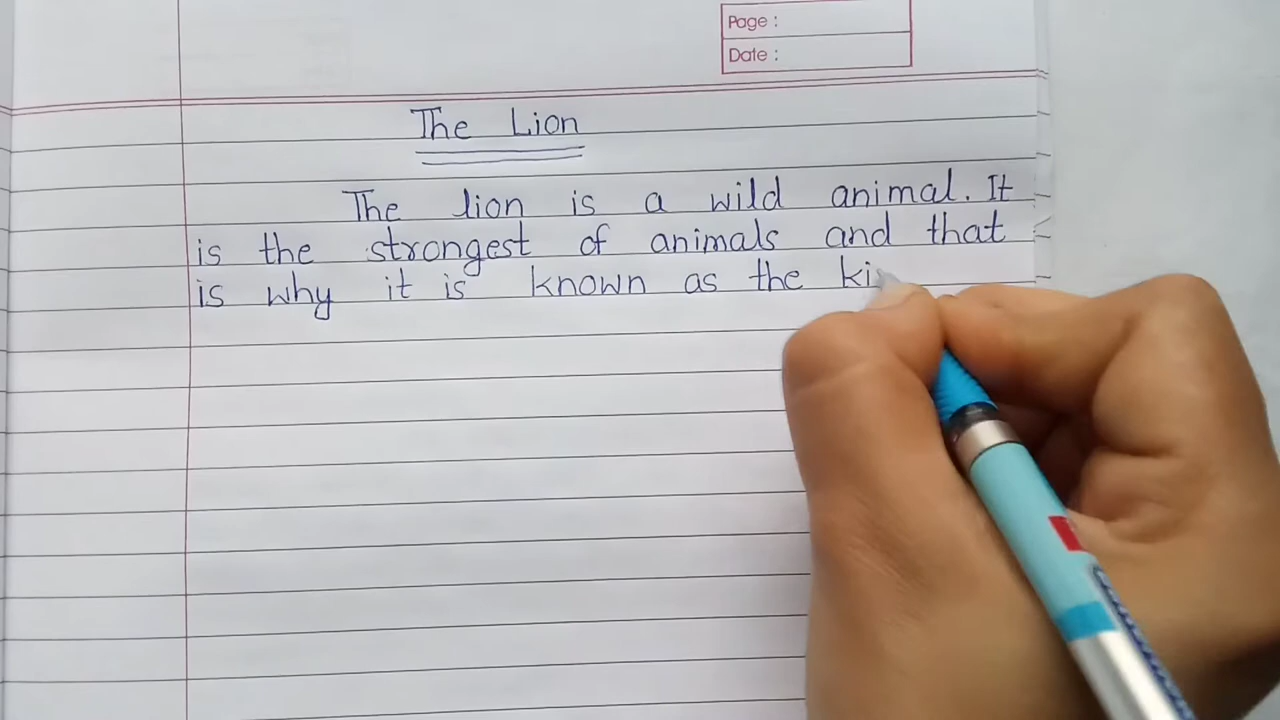 Page :
Date :
The Lion
The lion is a wild animal. It
is the strongest of animals and that
is why it is known as the ki